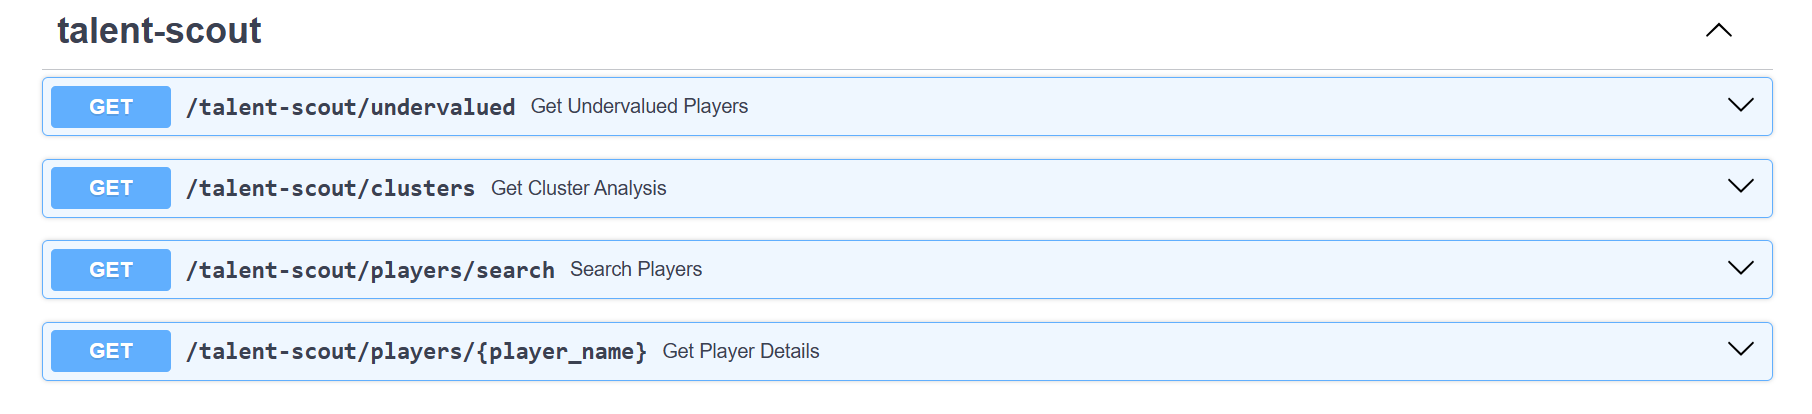 talent-scout
GET /talent-scout/undervalued Get Undervalued Players
GET /talent-scout/clusters Get Cluster Analysis
GET /talent-scout/players/search Search Players
GET /talent-scout/players/{player_name} Get Player Details